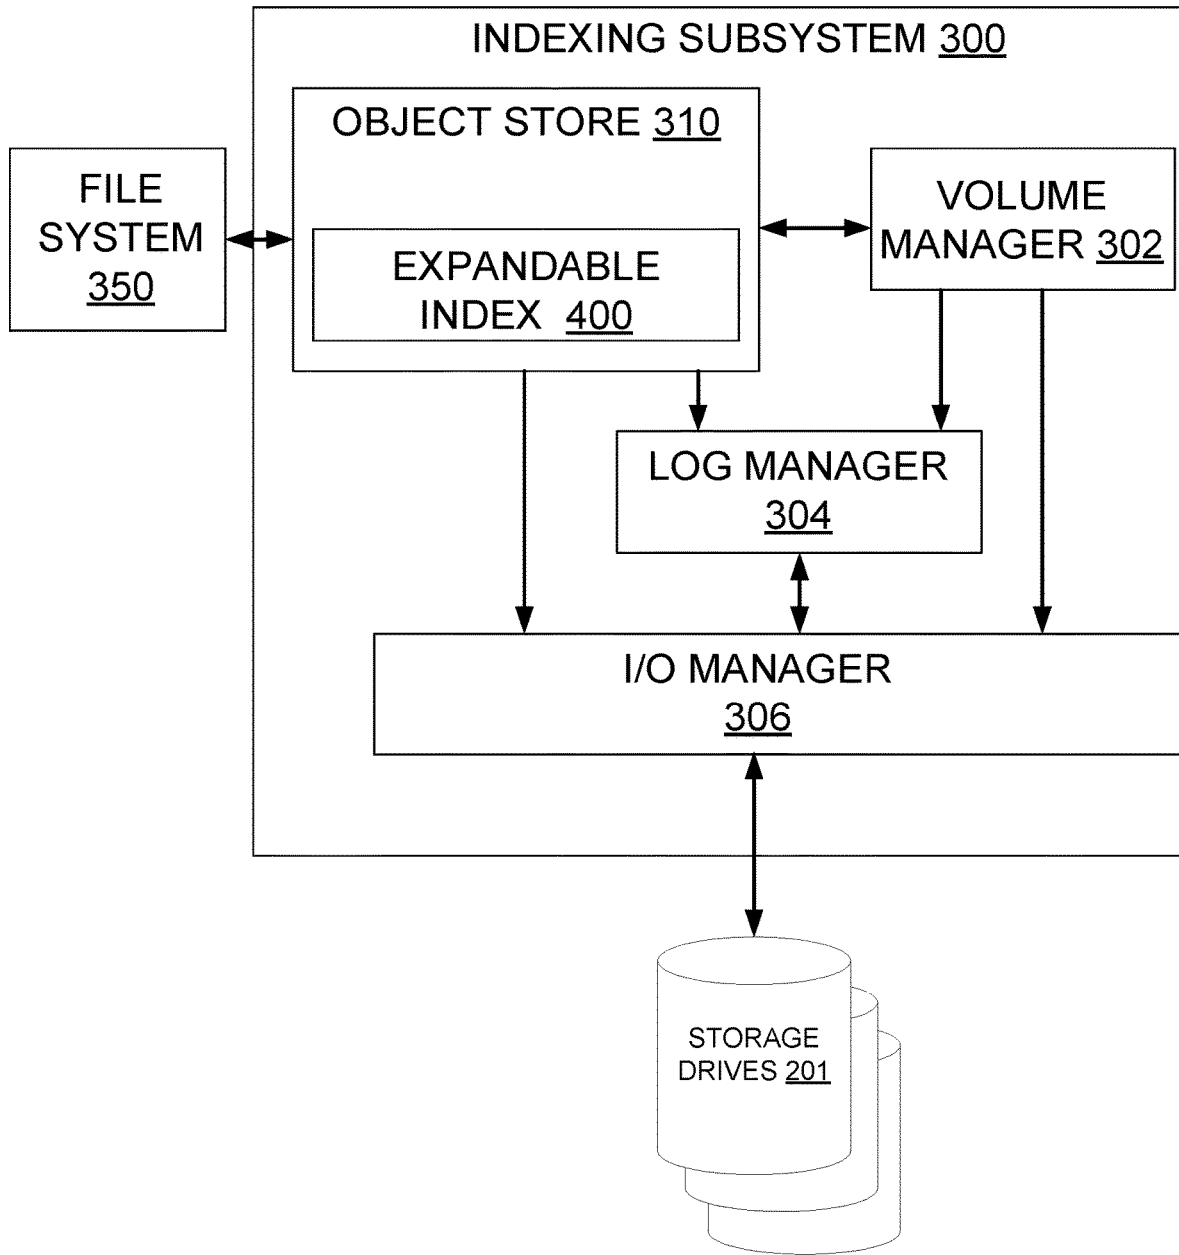 INDEXING SUBSYSTEM 300
OBJECT STORE 310
FILE
SYSTEM
350
EXPANDABLE
INDEX 400
VOLUME
MANAGER 302
LOG MANAGER
304
I/O MANAGER
306
STORAGE
DRIVES 201